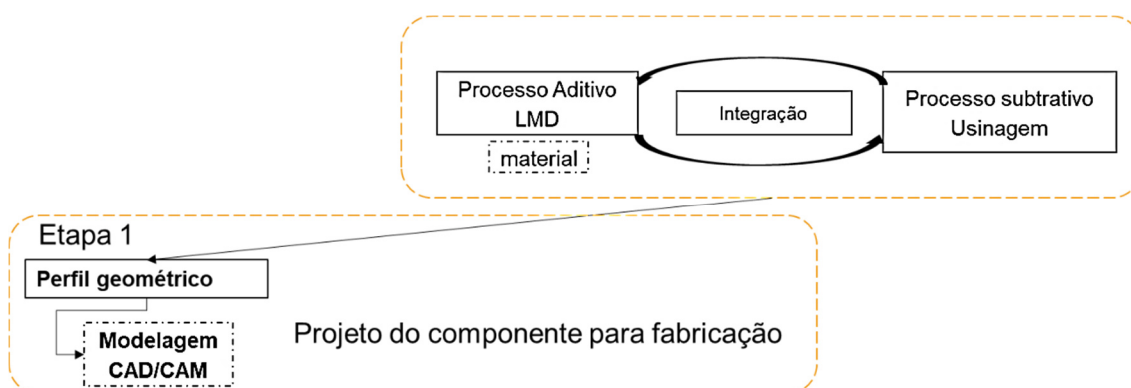 Processo Aditivo
LMD
material
Integração
Processo subtrativo
Usinagem
Etapa 1
Perfil geométrico
Modelagem
CAD/CAM
Projeto do componente para fabricação